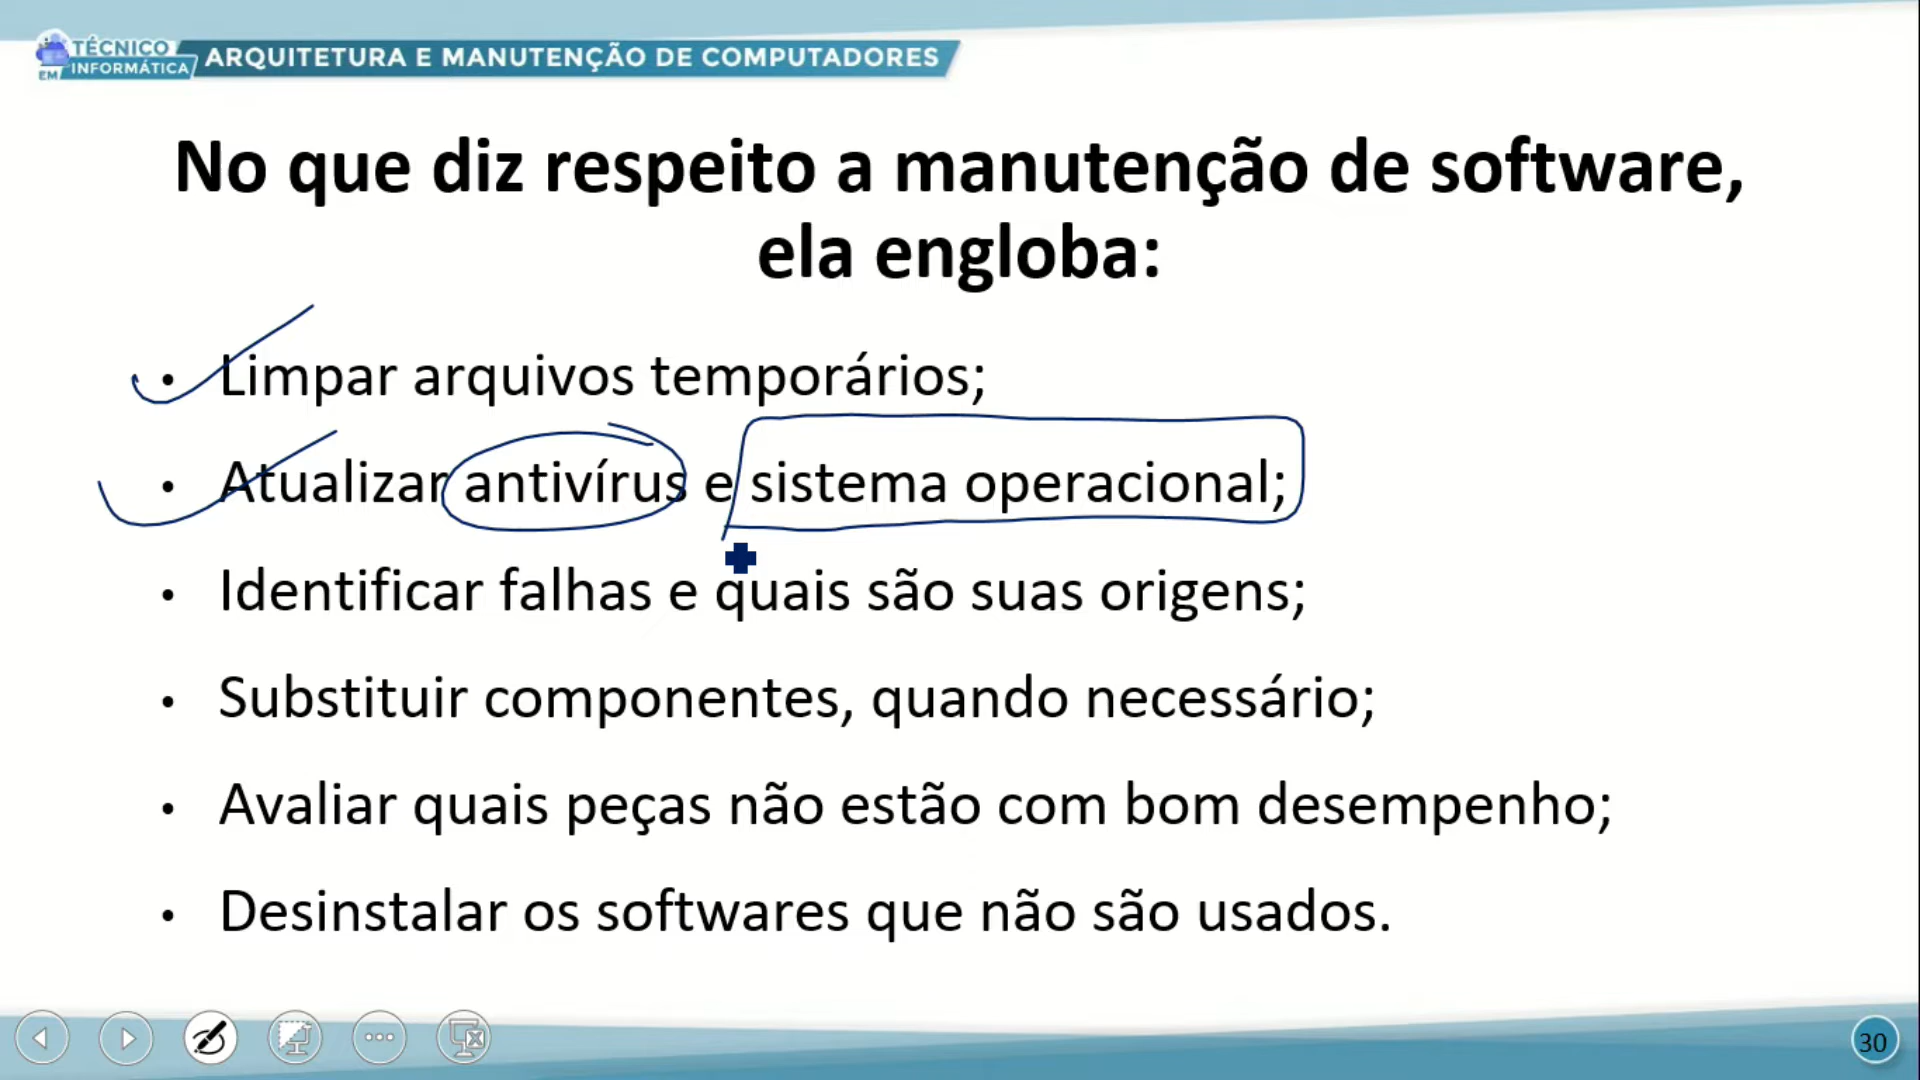 TÉCNICO
EM INFORMÁTICA
ARQUITETURA E MANUTENÇÃO DE COMPUTADORES
No que diz respeito a manutenção de software,
ela engloba:
• Limpar arquivos temporários;
• Atualizar antivírus e sistema operacional;
• Identificar falhas e quais são suas origens;
• Substituir componentes, quando necessário;
• Avaliar quais peças não estão com bom desempenho;
• Desinstalar os softwares que não são usados.
30